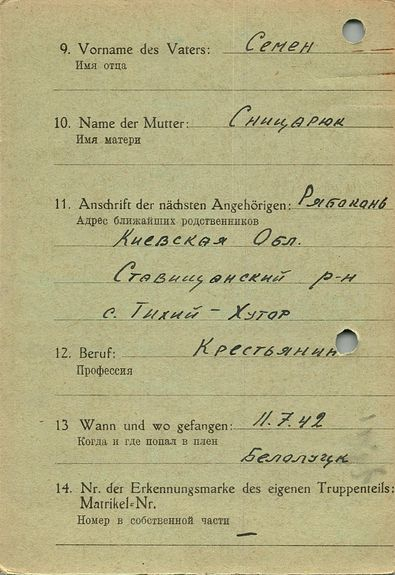 9. Vorname des Vaters: Семен
Имя отца
10. Name der Mutter: Сницарюк
Имя матери
11. Anschrift der nächsten Angehörigen: Рябоконь
Адрес ближайших родственников
Киевская Обл.
Ставищанский р-н
с. Тихий – Хутор
12. Beruf: Крестьянин
Профессия
13 Wann und wo gefangen: 11.7.42
Когда и где попал в плен
Белолуцк
14. Nr. der Erkennungsmarke des eigenen Truppenteils:
Matrikel=Nr.
Номер в собственной части
—